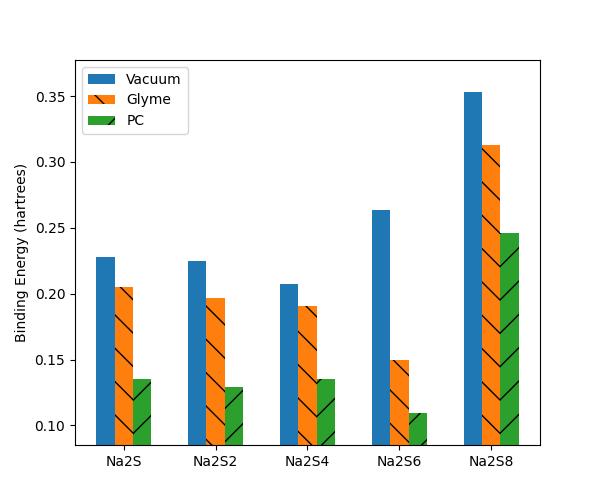 Vacuum
Glyme
PC
Binding Energy (hartrees)
0.35
0.30
0.25
0.20
0.15
0.10
Na2S Na2S2 Na2S4 Na2S6 Na2S8